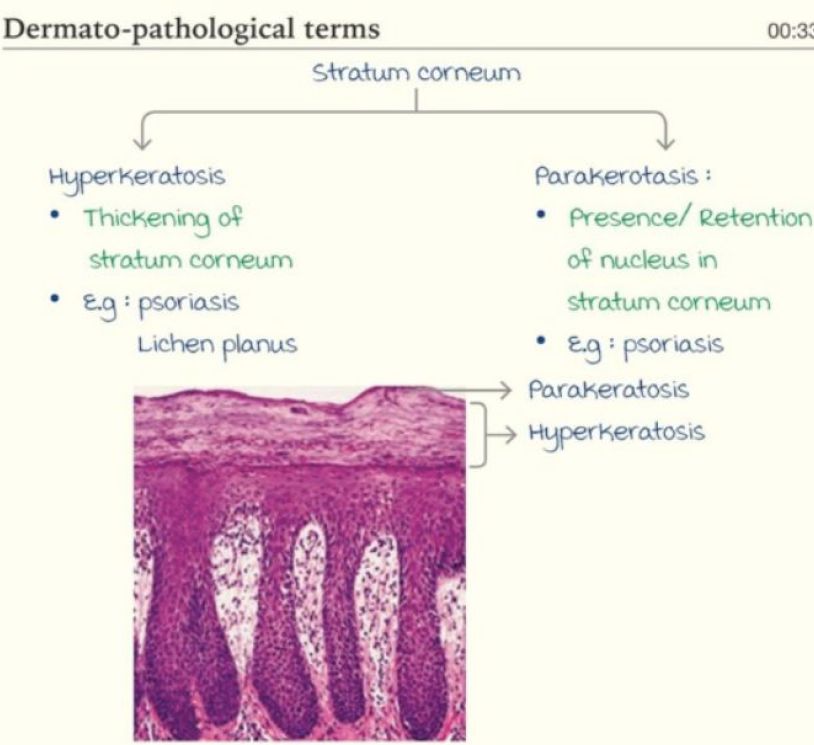 Dermato-pathological terms
00:33
Stratum corneum
Hyperkeratosis
• Thickening of
stratum corneum
• E.g : psoriasis
Lichen planus
Parakerotasis :
• Presence/ Retention
of nucleus in
stratum corneum
• E.g : psoriasis
Parakeratosis
Hyperkeratosis